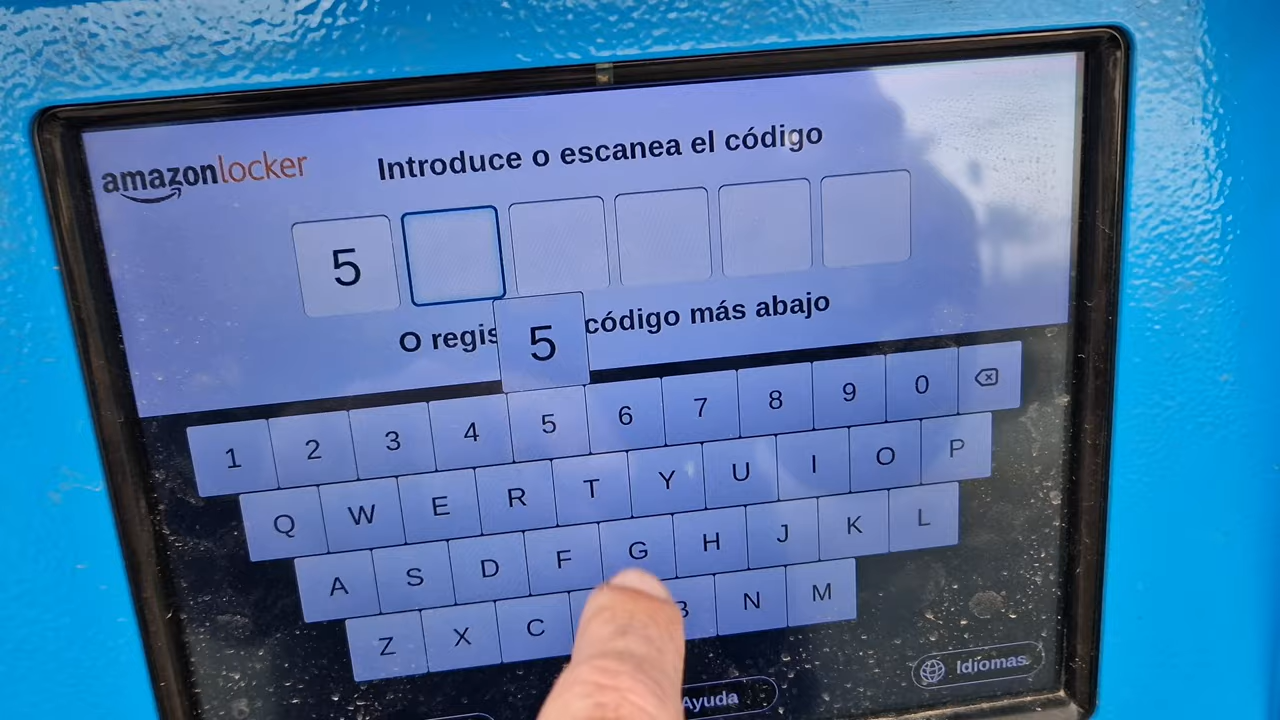 amazonlocker
Introduce o escanea el código
5
O regis 5 código más abajo
1 2 3 4 5 6 7 8 9 0
Q W E R T Y U I O P
A S D F G H J K L
Z X C B N M
Ayuda
Idiomas